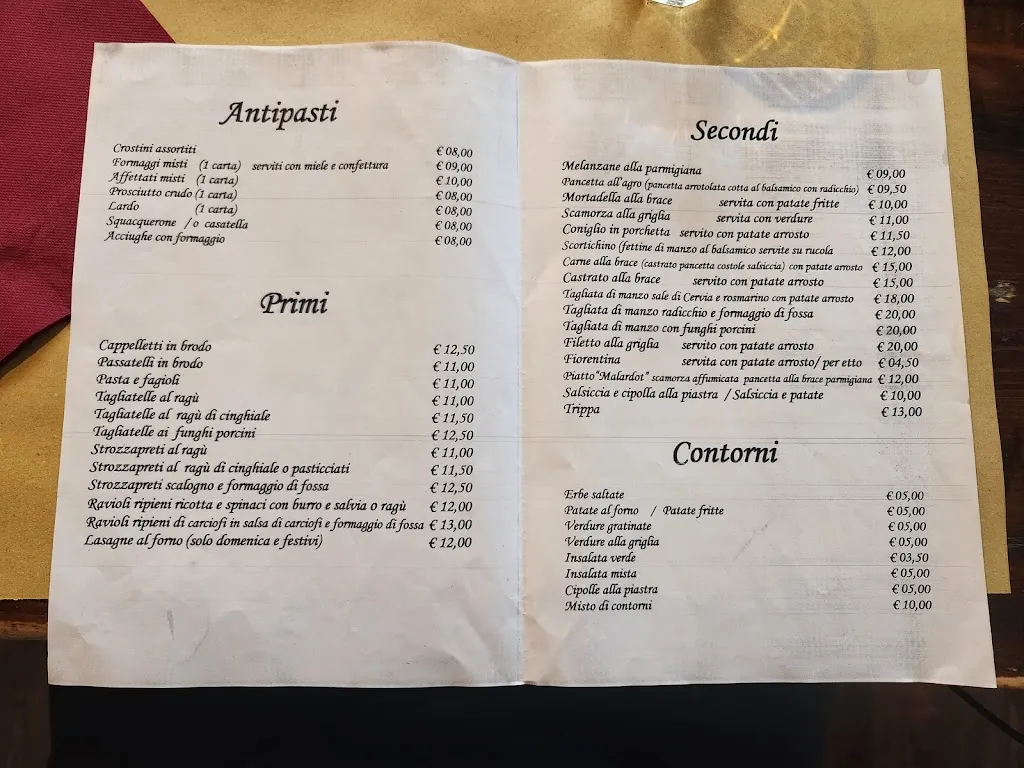 Antipasti
Crostini assortiti € 08,00
Formaggi misti (1 carta) serviti con miele e confettura € 09,00
Affettati misti (1 carta) € 10,00
Prosciutto crudo (1 carta) € 08,00
Lardo (1 carta) € 08,00
Squacquerone / o casatella € 08,00
Acciughe con formaggio € 08,00
Primi
Cappelletti in brodo € 12,50
Passatelli in brodo € 11,00
Pasta e fagioli € 11,00
Tagliatelle al ragù € 11,00
Tagliatelle al ragù di cinghiale € 11,50
Tagliatelle ai funghi porcini € 12,50
Strozzapreti al ragù € 11,00
Strozzapreti al ragù di cinghiale o pasticciati € 11,50
Strozzapreti scalogno e formaggio di fossa € 12,50
Ravioli ripieni ricotta e spinaci con burro e salvia o ragù € 12,00
Ravioli ripieni di carciofi in salsa di carciofi e formaggio di fossa € 13,00
Lasagne al forno (solo domenica e festivi) € 12,00
Secondi
Melanzane alla parmigiana € 09,00
Pancetta all'agro (pancetta arrotolata cotta al balsamico con radicchio) € 09,50
Mortadella alla brace servita con patate fritte € 10,00
Scamorza alla griglia servita con verdure € 11,00
Coniglio in porchetta servito con patate arrosto € 11,50
Scortichino (fettine di manzo al balsamico servite su rucola € 12,00
Carne alla brace (castrato pancetta costole salsiccia) con patate arrosto € 15,00
Castrato alla brace servito con patate arrosto € 15,00
Tagliata di manzo sale di Cervia e rosmarino con patate arrosto € 18,00
Tagliata di manzo radicchio e formaggio di fossa € 20,00
Tagliata di manzo con funghi porcini € 20,00
Filetto alla griglia servito con patate arrosto € 20,00
Fiorentina servita con patate arrosto/ per etto € 04,50
Piatto"Malardot" scamorza affumicata pancetta alla brace parmigiana € 12,00
Salsiccia e cipolla alla piastra / Salsiccia e patate € 10,00
Trippa € 13,00
Contorni
Erbe saltate € 05,00
Patate al forno / Patate fritte € 05,00
Verdure gratinate € 05,00
Verdure alla griglia € 05,00
Insalata verde € 03,50
Insalata mista € 05,00
Cipolle alla piastra € 05,00
Misto di contorni € 10,00